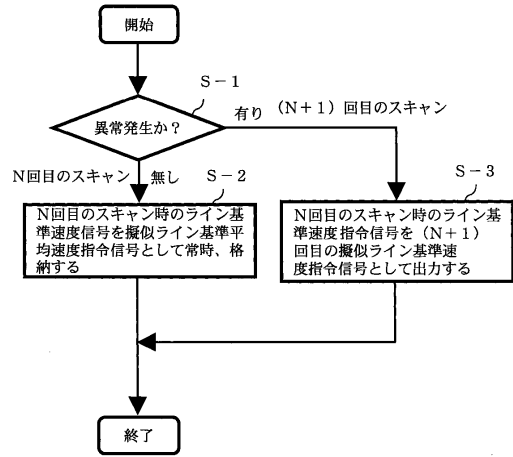 開始
S－1
異常発生か？
有り （N＋1）回目のスキャン
N回目のスキャン 無し
S－2
N回目のスキャン時のライン基
準速度信号を擬似ライン基準平
均速度指令信号として常時、格
納する
S－3
N回目のスキャン時のライン基
準速度指令信号を（N＋1）
回目の擬似ライン基準速
度指令信号として出力する
終了